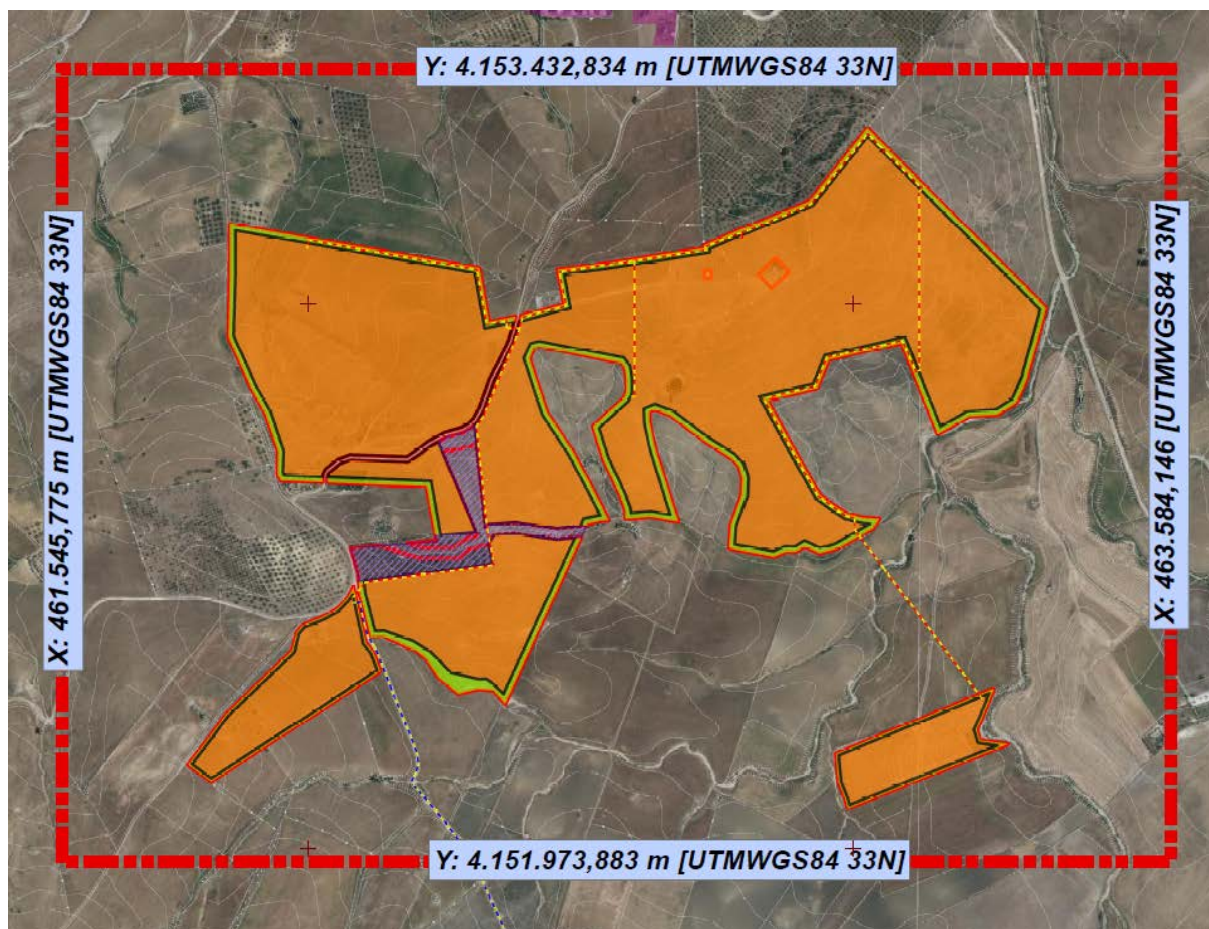 Y: 4.153.432,834 m [UTMWGS84 33N]
X: 461.545,775 m [UTMWGS84 33N]
X: 463.584,146 m [UTMWGS84 33N]
Y: 4.151.973,883 m [UTMWGS84 33N]